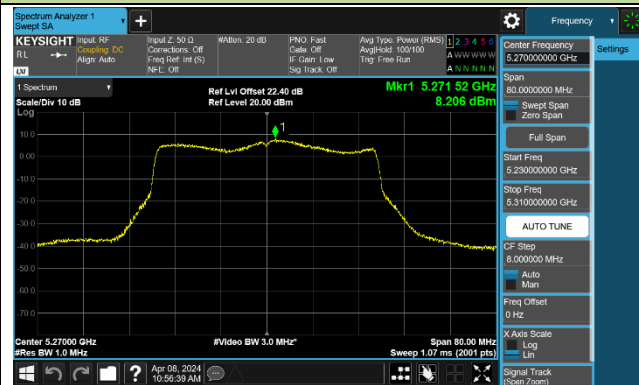 Spectrum Analyzer 1
Swept SA
+
Frequency
KEYSIGHT
RL
LXI
Input: RF
Coupling: DC
Align: Auto
Input Z: 50 Ω
Corrections: Off
Freq Ref: Int (S)
NFE: Off
#Atten: 20 dB
PNO: Fast
Gate: Off
IF Gain: Low
Sig Track: Off
Avg Type: Power (RMS)
Avg|Hold: 100/100
Trig: Free Run
1 2 3 4 5 6
A W W W W W
A N N N N N
1 Spectrum
Scale/Div 10 dB
Log
Ref Lvl Offset 22.40 dB
Ref Level 20.00 dBm
Mkr1 5.271 52 GHz
8.206 dBm
1
10.0
0.00
-10.0
-20.0
-30.0
-40.0
-50.0
-60.0
-70.0
Center 5.27000 GHz
#Res BW 1.0 MHz
#Video BW 3.0 MHz*
Span 80.00 MHz
Sweep 1.07 ms (2001 pts)
Center Frequency
5.270000000 GHz
Settings
Span
80.0000000 MHz
Swept Span
Zero Span
Full Span
Start Freq
5.230000000 GHz
Stop Freq
5.310000000 GHz
AUTO TUNE
CF Step
8.000000 MHz
Auto
Man
Freq Offset
0 Hz
X Axis Scale
Log
Lin
Signal Track
(Span Zoom)
?
Apr 08, 2024
10:56:39 AM